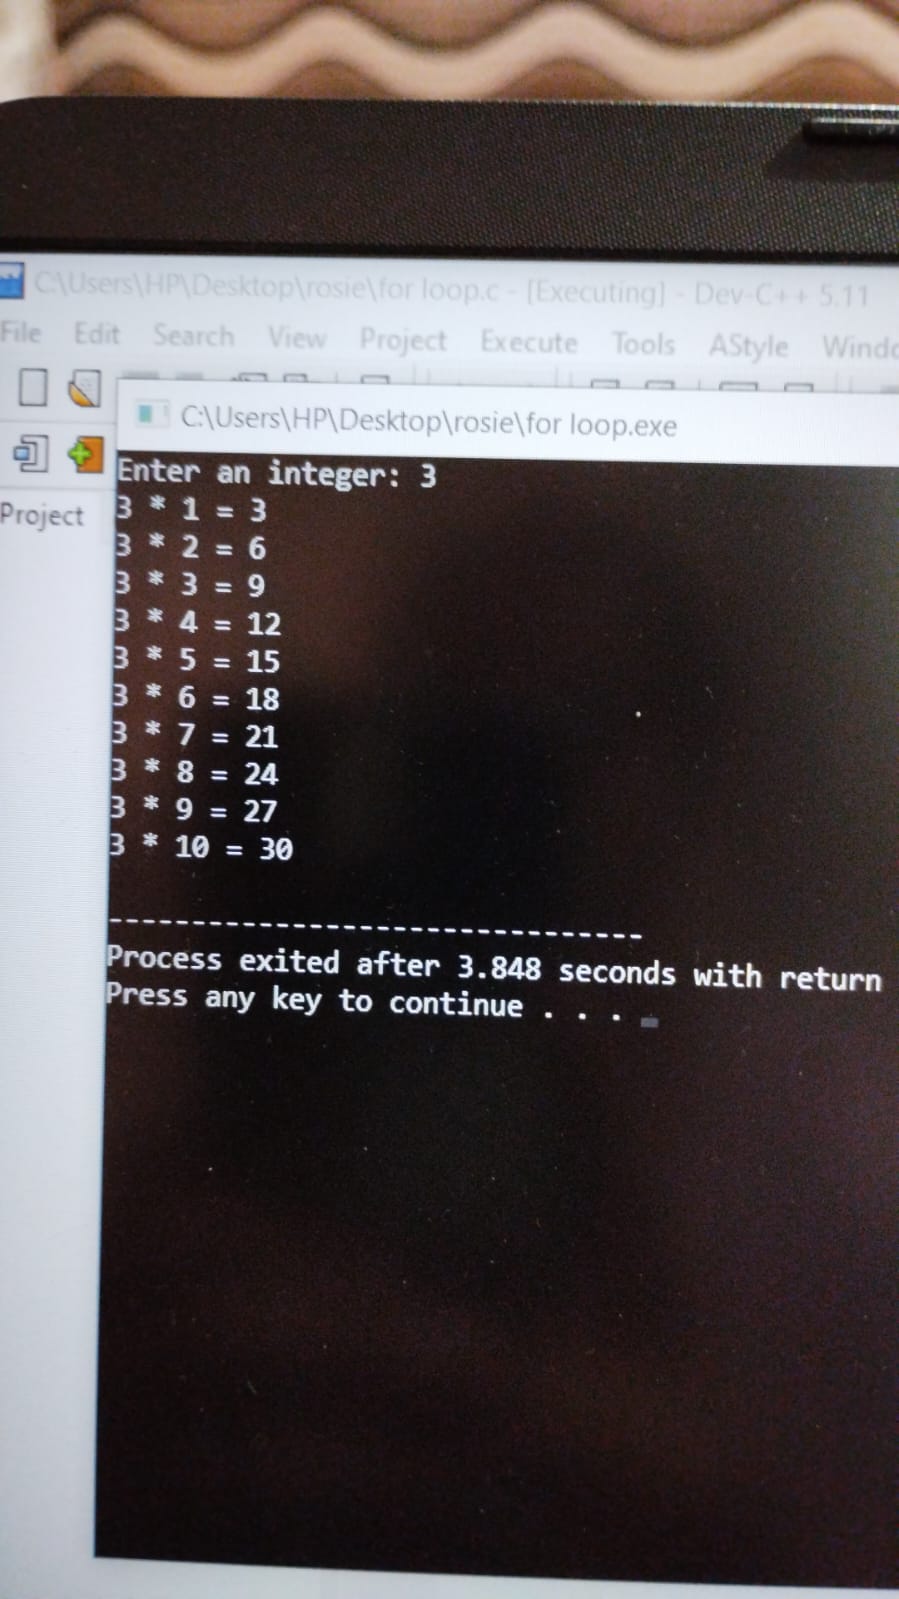 C:\Users\HP\Desktop\rosie\for loop.c - [Executing] - Dev-C++ 5.11
File Edit Search View Project Execute Tools AStyle Windo
C:\Users\HP\Desktop\rosie\for loop.exe
Project
Enter an integer: 3
3 * 1 = 3
3 * 2 = 6
3 * 3 = 9
3 * 4 = 12
3 * 5 = 15
3 * 6 = 18
3 * 7 = 21
3 * 8 = 24
3 * 9 = 27
3 * 10 = 30
--------------------------------
Process exited after 3.848 seconds with return
Press any key to continue . . .